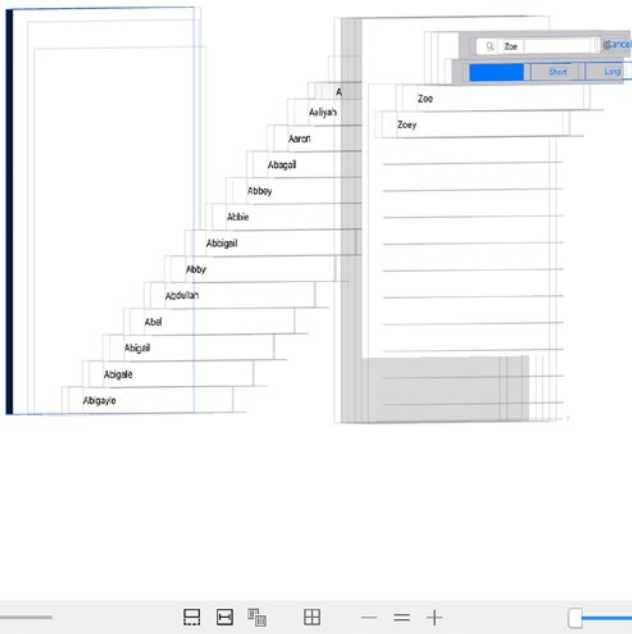 Zoe
Cancel
Short
Long
A
Zoe
Aaliyah
Zoey
Aaron
Abagail
Abbey
Abbie
Abbigail
Abby
Abdullah
Abel
Abigail
Abigale
Abigayle